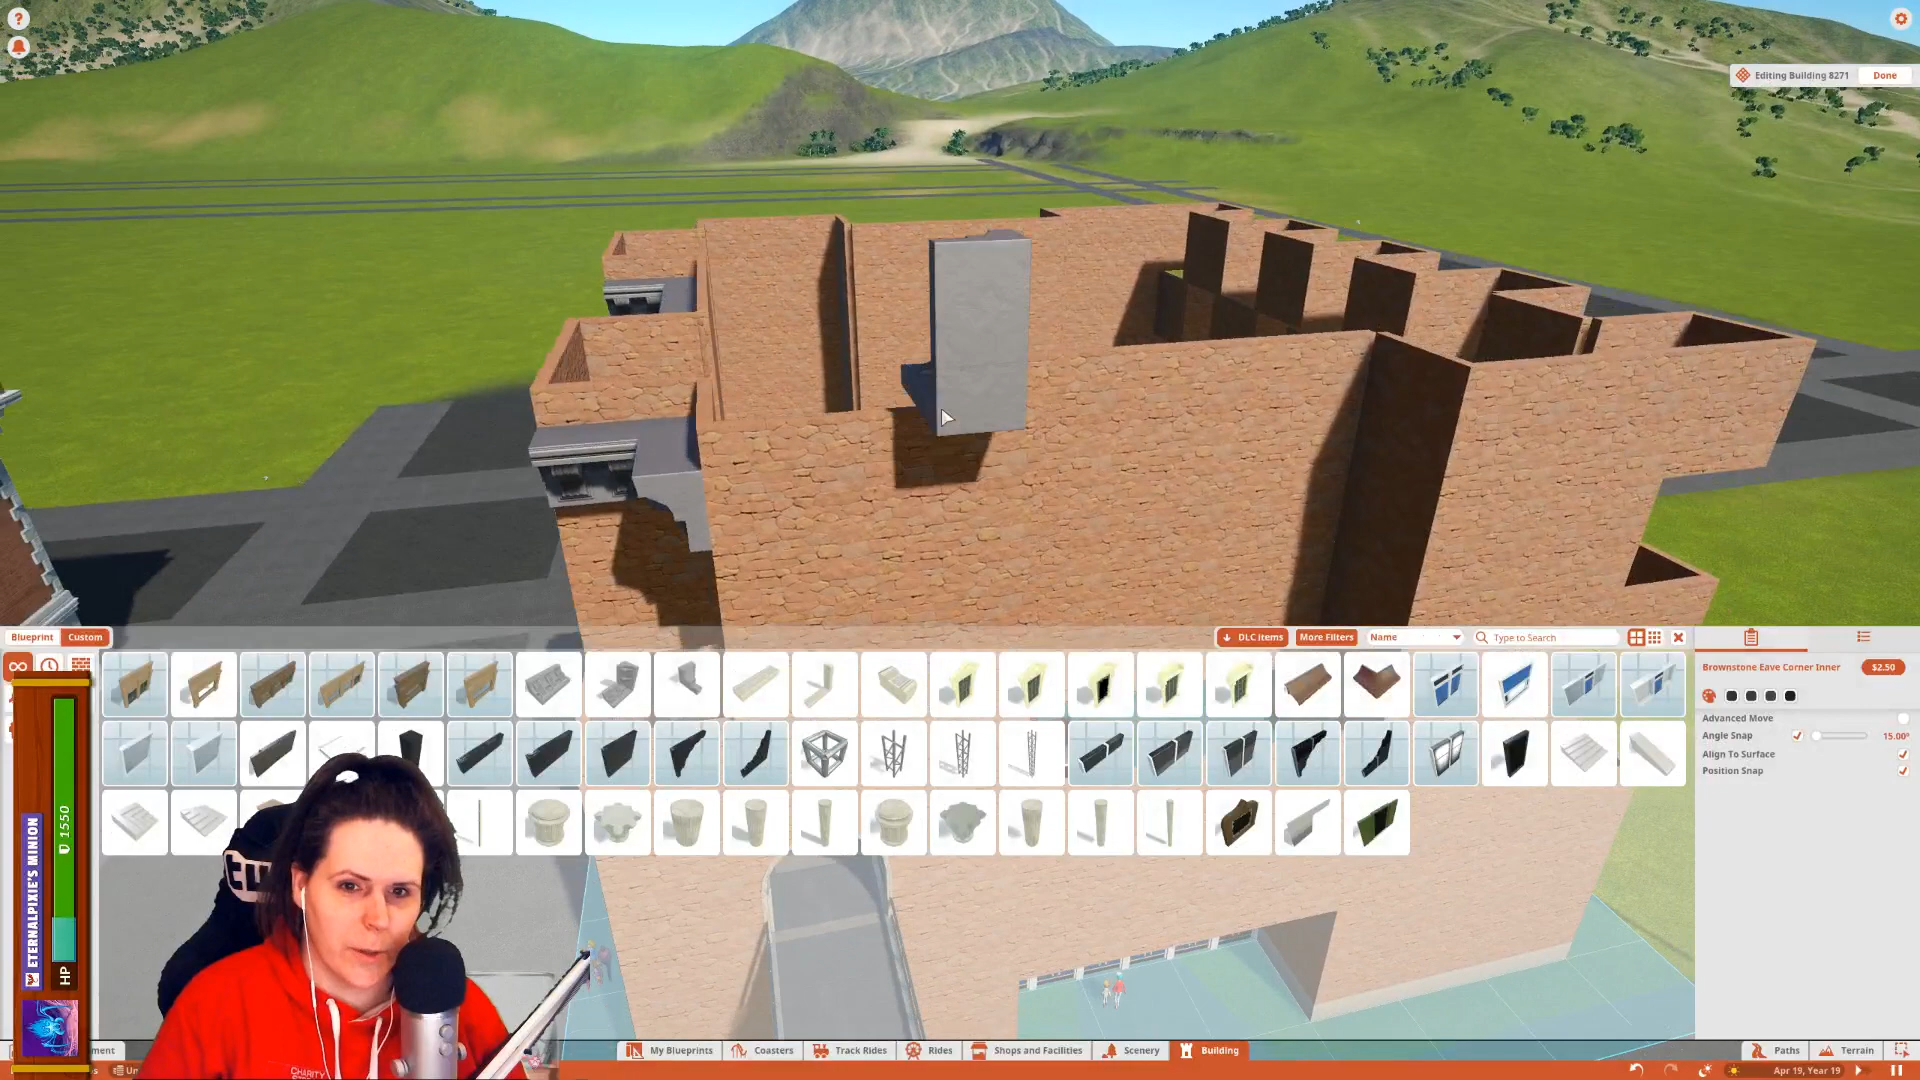 ?
Editing Building 8271
Done
Blueprint
Custom
DLC items
More Filters
Name
Type to Search
Brownstone Eave Corner Inner
$2.50
Advanced Move
Angle Snap
15.00°
Align To Surface
Position Snap
ETERNALPIXIE'S MINION
1550
HP
CHARITY
ment
My Blueprints
Coasters
Track Rides
Rides
Shops and Facilities
Scenery
Building
Paths
Terrain
Apr 19, Year 19